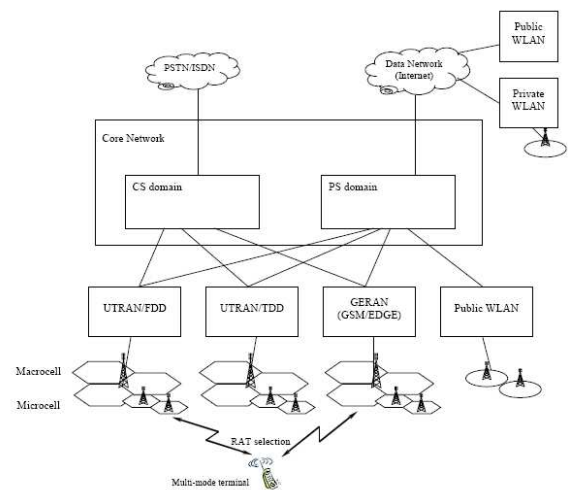 Public
WLAN
PSTN/ISDN
Data Network
(Internet)
Private
WLAN
Core Network
CS domain
PS domain
UTRAN/FDD
UTRAN/TDD
GERAN
(GSM/EDGE)
Public WLAN
Macrocell
Microcell
RAT selection
Multi-mode terminal